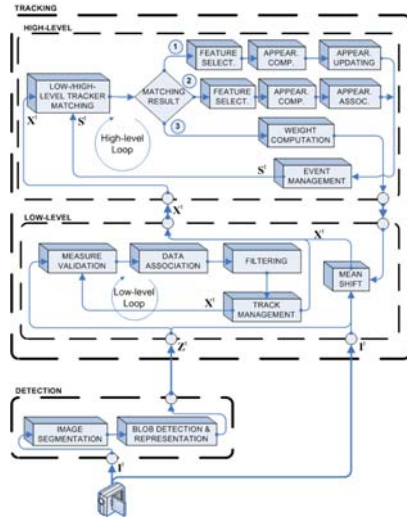 TRACKING
HIGH-LEVEL
1
FEATURE
SELECT.
APPEAR.
COMP.
APPEAR.
UPDATING
LOW-/HIGH-
LEVEL TRACKER
MATCHING
MATCHING
RESULT
2
FEATURE
SELECT.
APPEAR.
COMP.
APPEAR.
ASSOC.
X^t
S^t
High-level
Loop
3
WEIGHT
COMPUTATION
S^t
EVENT
MANAGEMENT
X^t
LOW-LEVEL
X^t
MEASURE
VALIDATION
DATA
ASSOCIATION
FILTERING
MEAN
SHIFT
Low-level
Loop
X^t
TRACK
MANAGEMENT
Z^t
I^t
DETECTION
IMAGE
SEGMENTATION
BLOB DETECTION &
REPRESENTATION
I^t